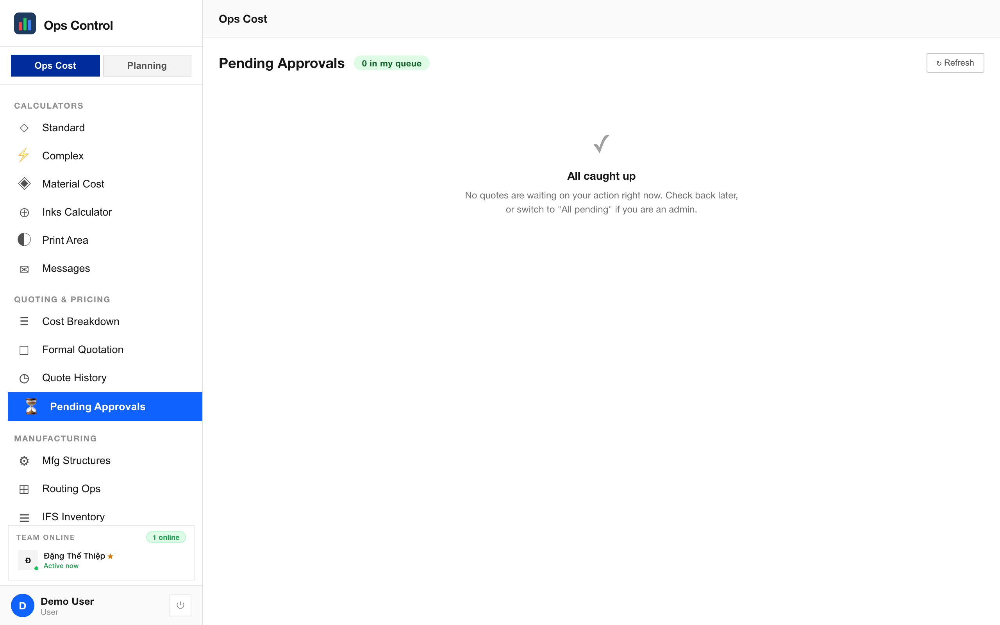 Ops Control
Ops Cost
Planning
CALCULATORS
Standard
Complex
Material Cost
Inks Calculator
Print Area
Messages
QUOTING & PRICING
Cost Breakdown
Formal Quotation
Quote History
Pending Approvals
MANUFACTURING
Mfg Structures
Routing Ops
IFS Inventory
TEAM ONLINE
1 online
Đ
Đặng Thế Thiệp
Active now
D
Demo User
User
Ops Cost
Pending Approvals
0 in my queue
Refresh
All caught up
No quotes are waiting on your action right now. Check back later,
or switch to "All pending" if you are an admin.